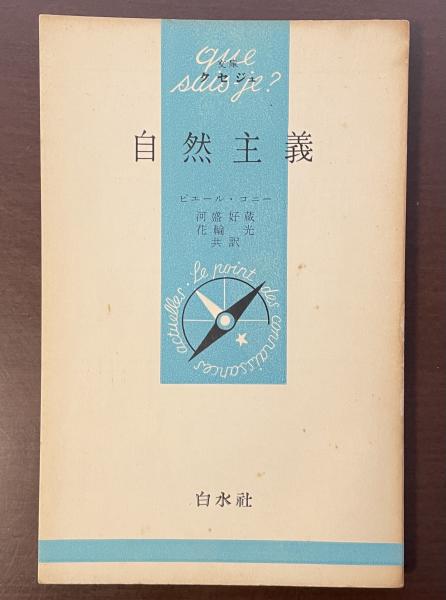 que
sais-je?
文庫
クセジュ
自然主義
ピエール・コニー
河盛好蔵
花輪光
共訳
Le point des connaissances actuelles.
白水社